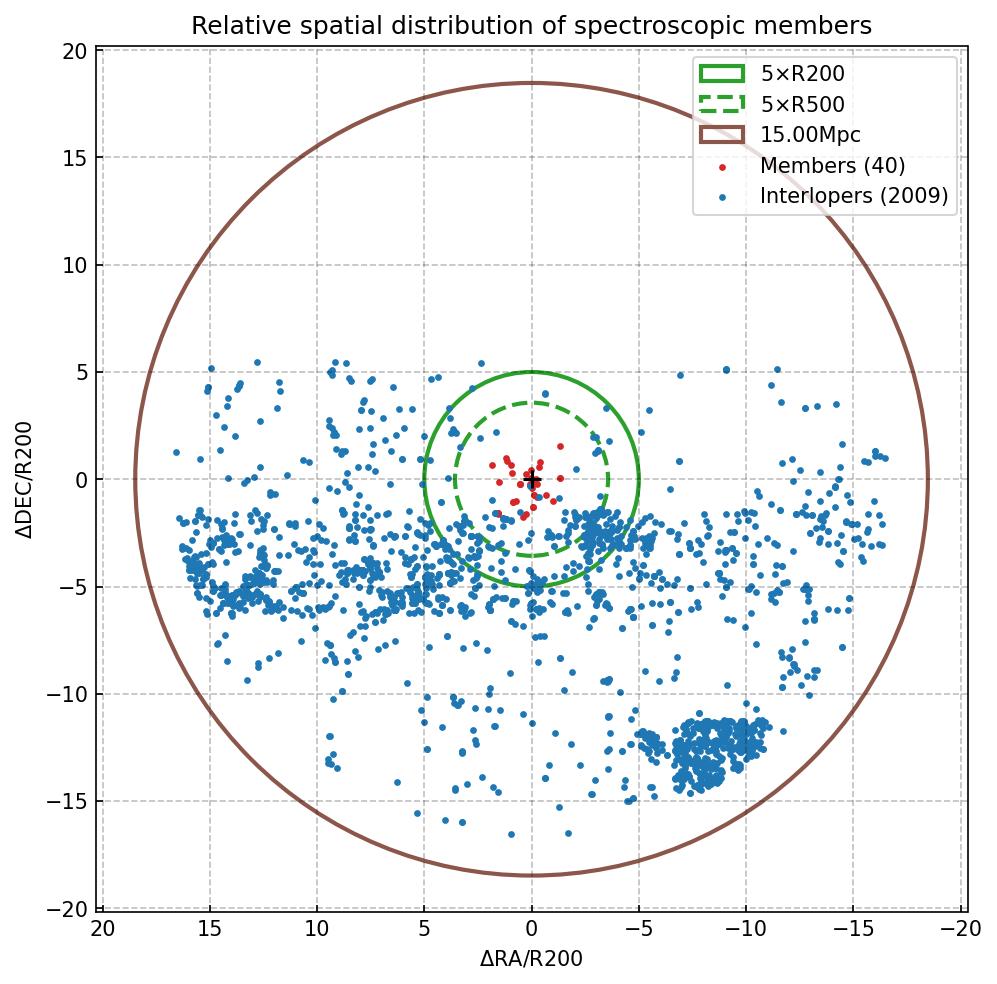 Relative spatial distribution of spectroscopic members
20
15
10
5
0
−5
−10
−15
−20
ΔDEC/R200
5×R200
5×R500
15.00Mpc
Members (40)
Interlopers (2009)
20 15 10 5 0 −5 −10 −15 −20
ΔRA/R200